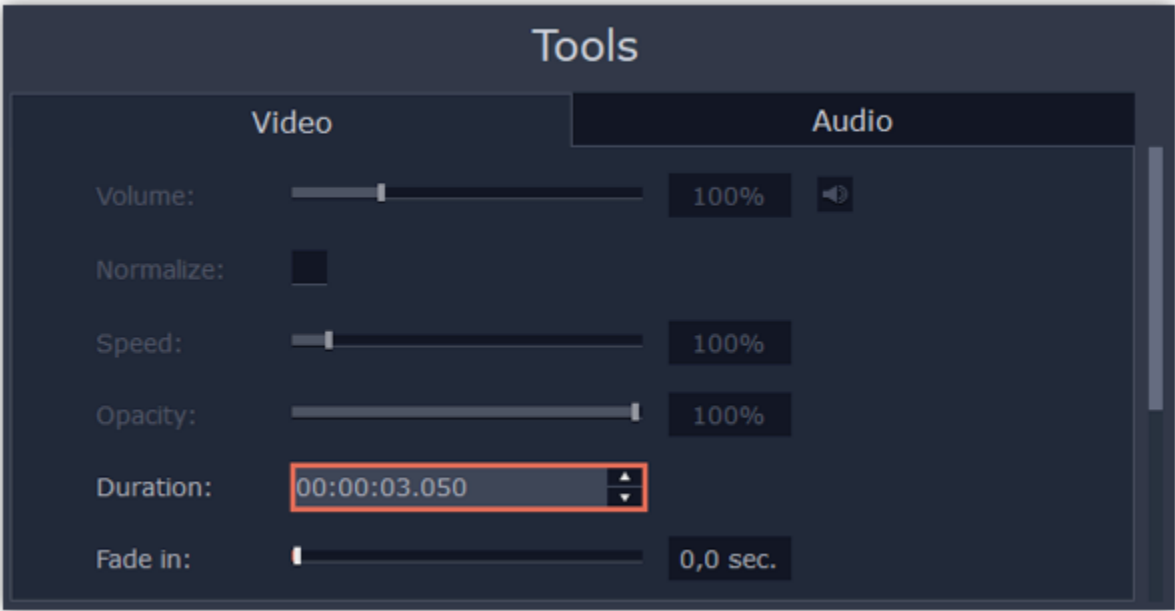 Tools
Video Audio
Volume: 100%
Normalize:
Speed: 100%
Opacity: 100%
Duration: 00:00:03.050
Fade in: 0,0 sec.